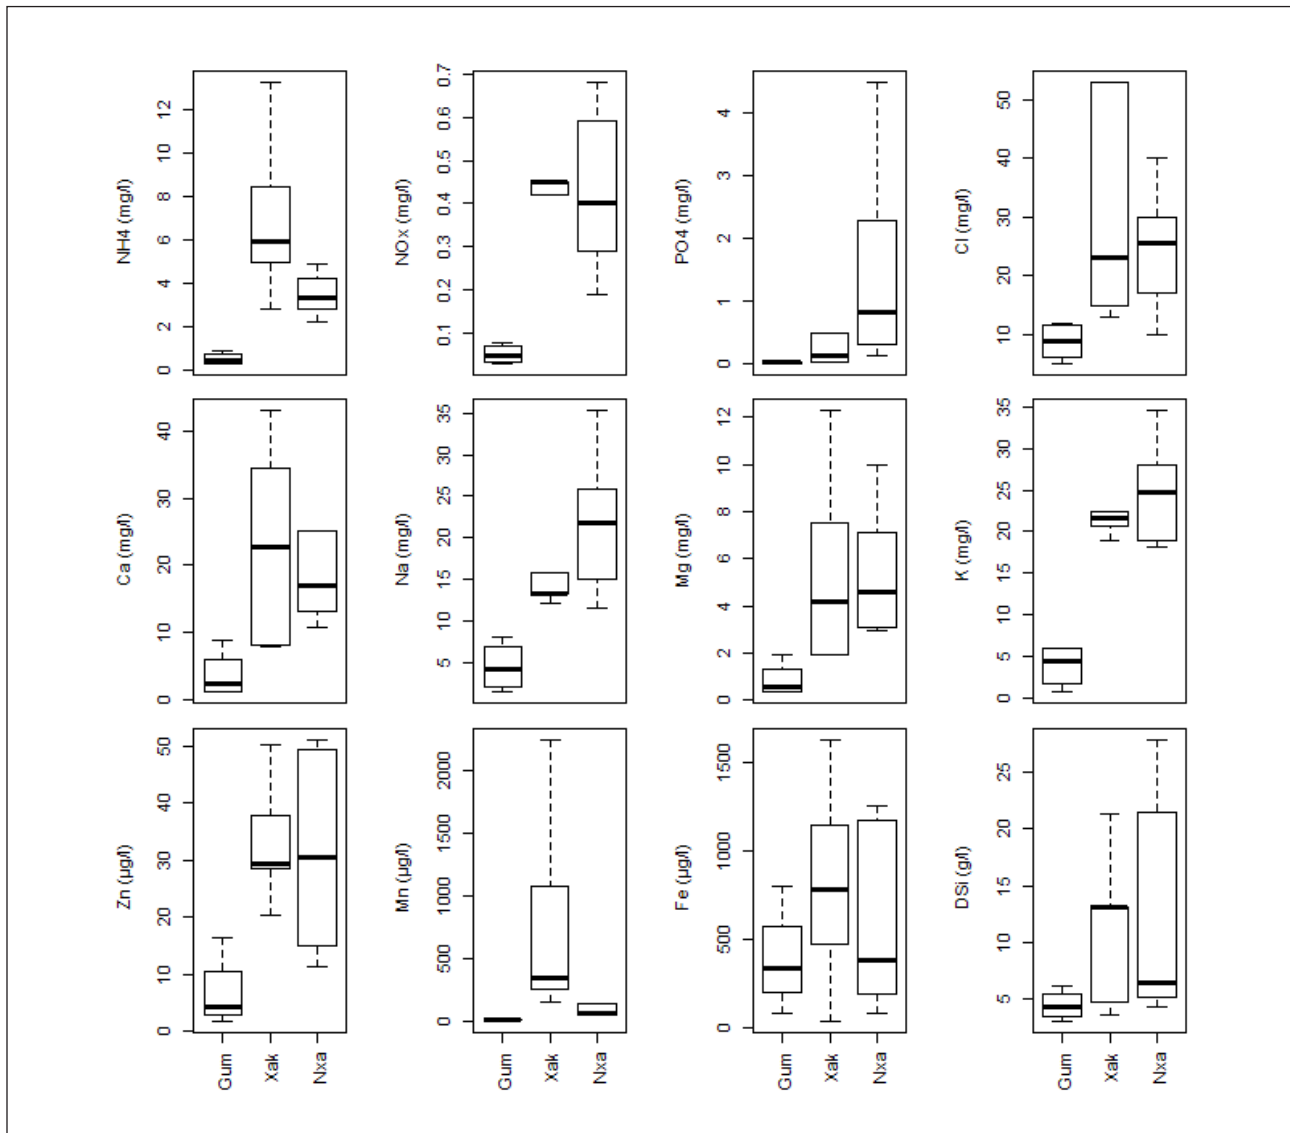 NH4 (mg/l)
0 2 4 6 8 10 12
NOx (mg/l)
0.1 0.2 0.3 0.4 0.5 0.6 0.7
PO4 (mg/l)
0 1 2 3 4
Cl (mg/l)
10 20 30 40 50
Ca (mg/l)
0 10 20 30 40
Na (mg/l)
5 10 15 20 25 30 35
Mg (mg/l)
0 2 4 6 8 10 12
K (mg/l)
0 5 10 15 20 25 30 35
Zn (µg/l)
0 10 20 30 40 50
Gum Xak Nxa
Mn (µg/l)
0 500 1000 1500 2000
Gum Xak Nxa
Fe (µg/l)
0 500 1000 1500
Gum Xak Nxa
DSi (g/l)
5 10 15 20 25
Gum Xak Nxa